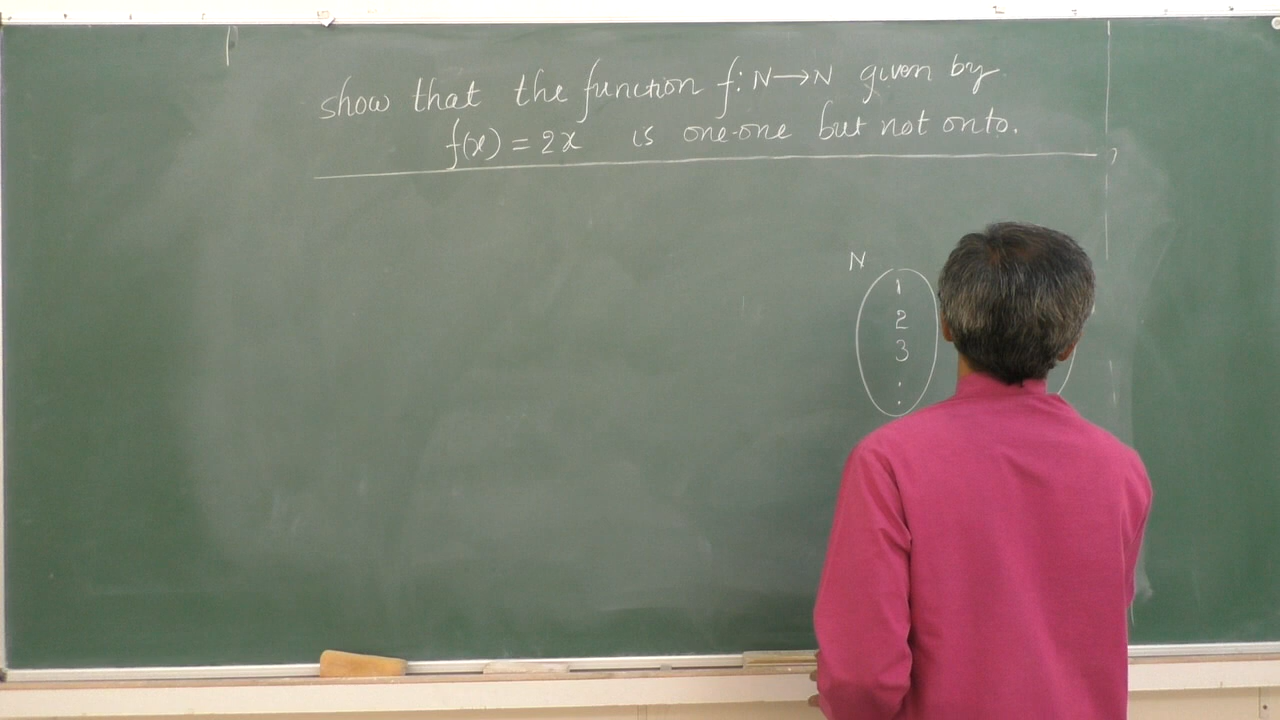 show that the function f: N→N given by
f(x) = 2x is one-one but not onto.
N
1
2
3
.
.